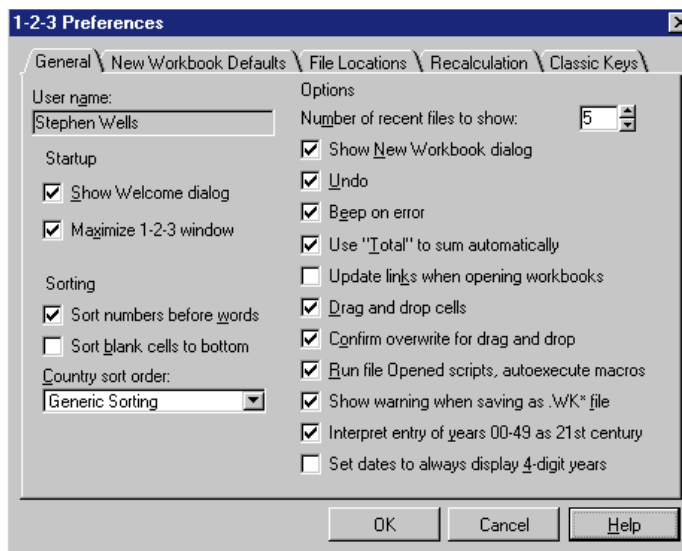 1-2-3 Preferences
General
New Workbook Defaults
File Locations
Recalculation
Classic Keys
User name:
Stephen Wells
Startup
Show Welcome dialog
Maximize 1-2-3 window
Sorting
Sort numbers before words
Sort blank cells to bottom
Country sort order:
Generic Sorting
Options
Number of recent files to show:
5
Show New Workbook dialog
Undo
Beep on error
Use "Total" to sum automatically
Update links when opening workbooks
Drag and drop cells
Confirm overwrite for drag and drop
Run file Opened scripts, autoexecute macros
Show warning when saving as .WK* file
Interpret entry of years 00-49 as 21st century
Set dates to always display 4-digit years
OK
Cancel
Help